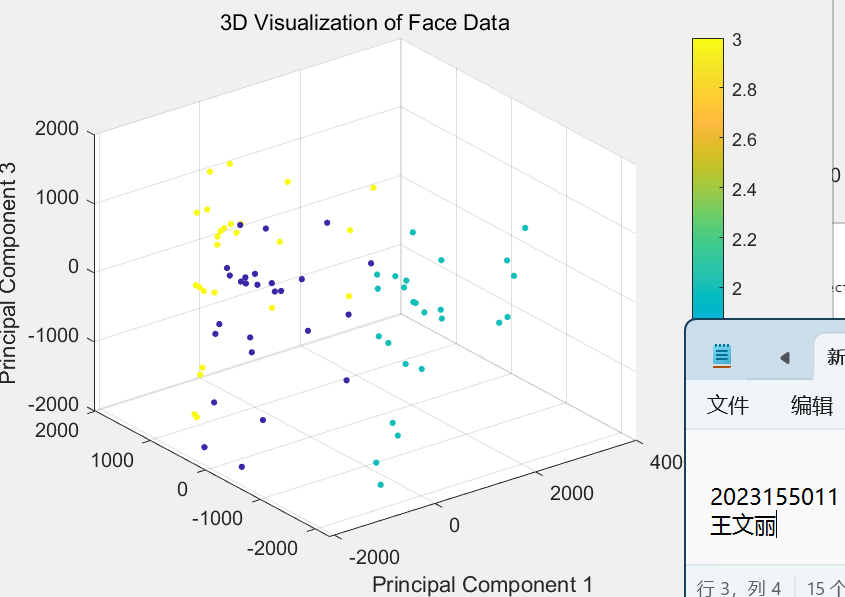 3D Visualization of Face Data
3
2.8
2.6
2.4
2.2
2
2000
1000
0
-1000
-2000
Principal Component 3
2000
1000
0
-1000
-2000
-2000
0
2000
400
Principal Component 1
0
文件
编辑
2023155011
王文丽
行 3，列 4
15 个